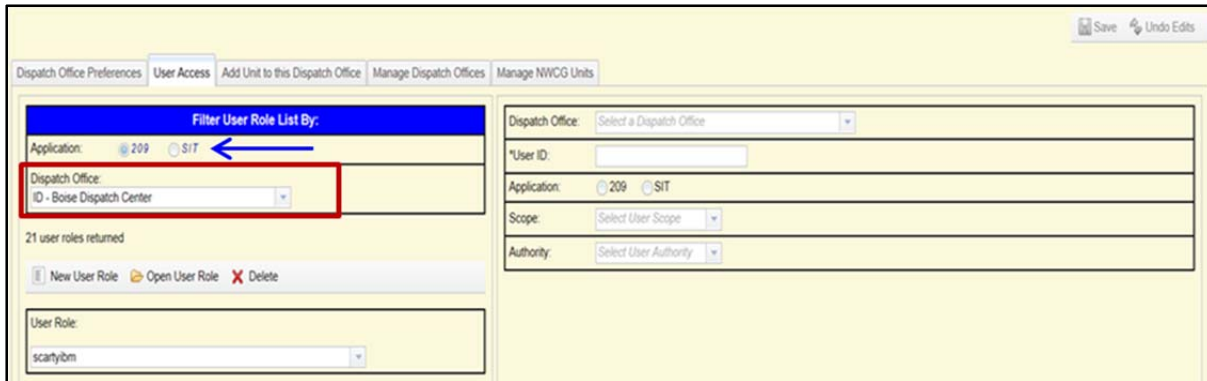 Save Undo Edits
Dispatch Office Preferences User Access Add Unit to this Dispatch Office Manage Dispatch Offices Manage NWCG Units
Filter User Role List By:
Application: 209 SIT
Dispatch Office:
ID - Boise Dispatch Center
21 user roles returned
New User Role Open User Role Delete
User Role:
scartyibm
Dispatch Office: Select a Dispatch Office
*User ID:
Application: 209 SIT
Scope: Select User Scope
Authority: Select User Authority